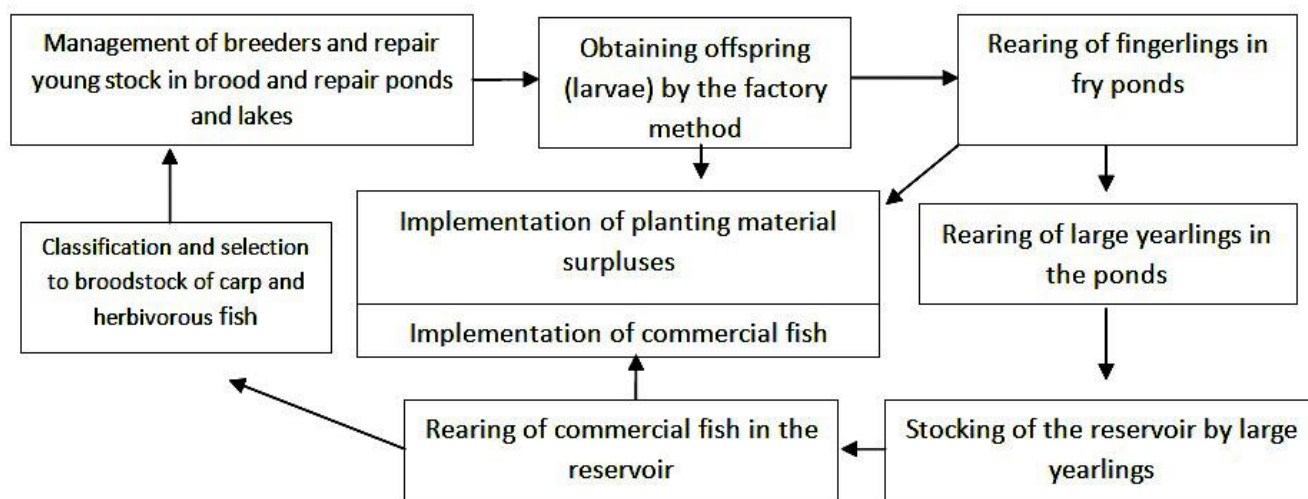 Management of breeders and repair
young stock in brood and repair ponds
and lakes
Obtaining offspring
(larvae) by the factory
method
Rearing of fingerlings in
fry ponds
Classification and selection
to broodstock of carp and
herbivorous fish
Implementation of planting material
surpluses
Implementation of commercial fish
Rearing of large yearlings in
the ponds
Rearing of commercial fish in the
reservoir
Stocking of the reservoir by large
yearlings